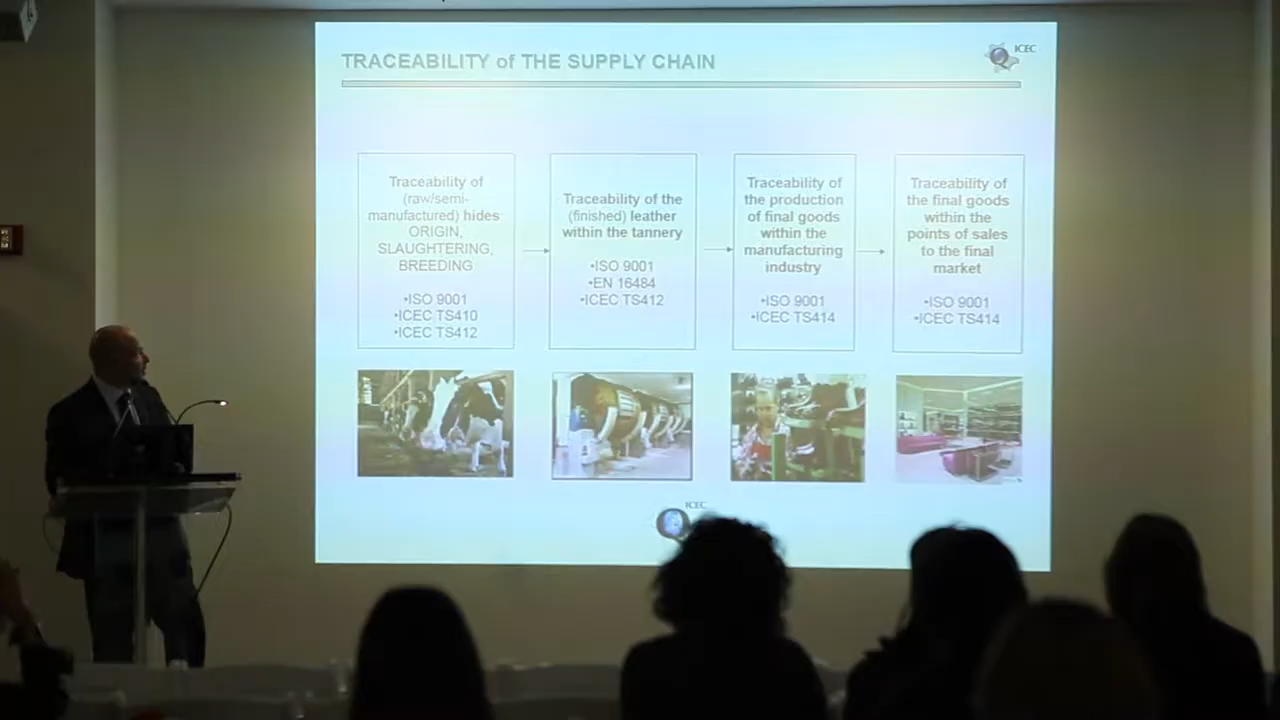 TRACEABILITY of THE SUPPLY CHAIN
ICEC
Traceability of
(raw/semi-
manufactured) hides
ORIGIN,
SLAUGHTERING,
BREEDING
•ISO 9001
•ICEC TS410
•ICEC TS412
Traceability of the
(finished) leather
within the tannery
•ISO 9001
•EN 16484
•ICEC TS412
Traceability of
the production
of final goods
within the
manufacturing
industry
•ISO 9001
•ICEC TS414
Traceability of
the final goods
within the
points of sales
to the final
market
•ISO 9001
•ICEC TS414
ICEC